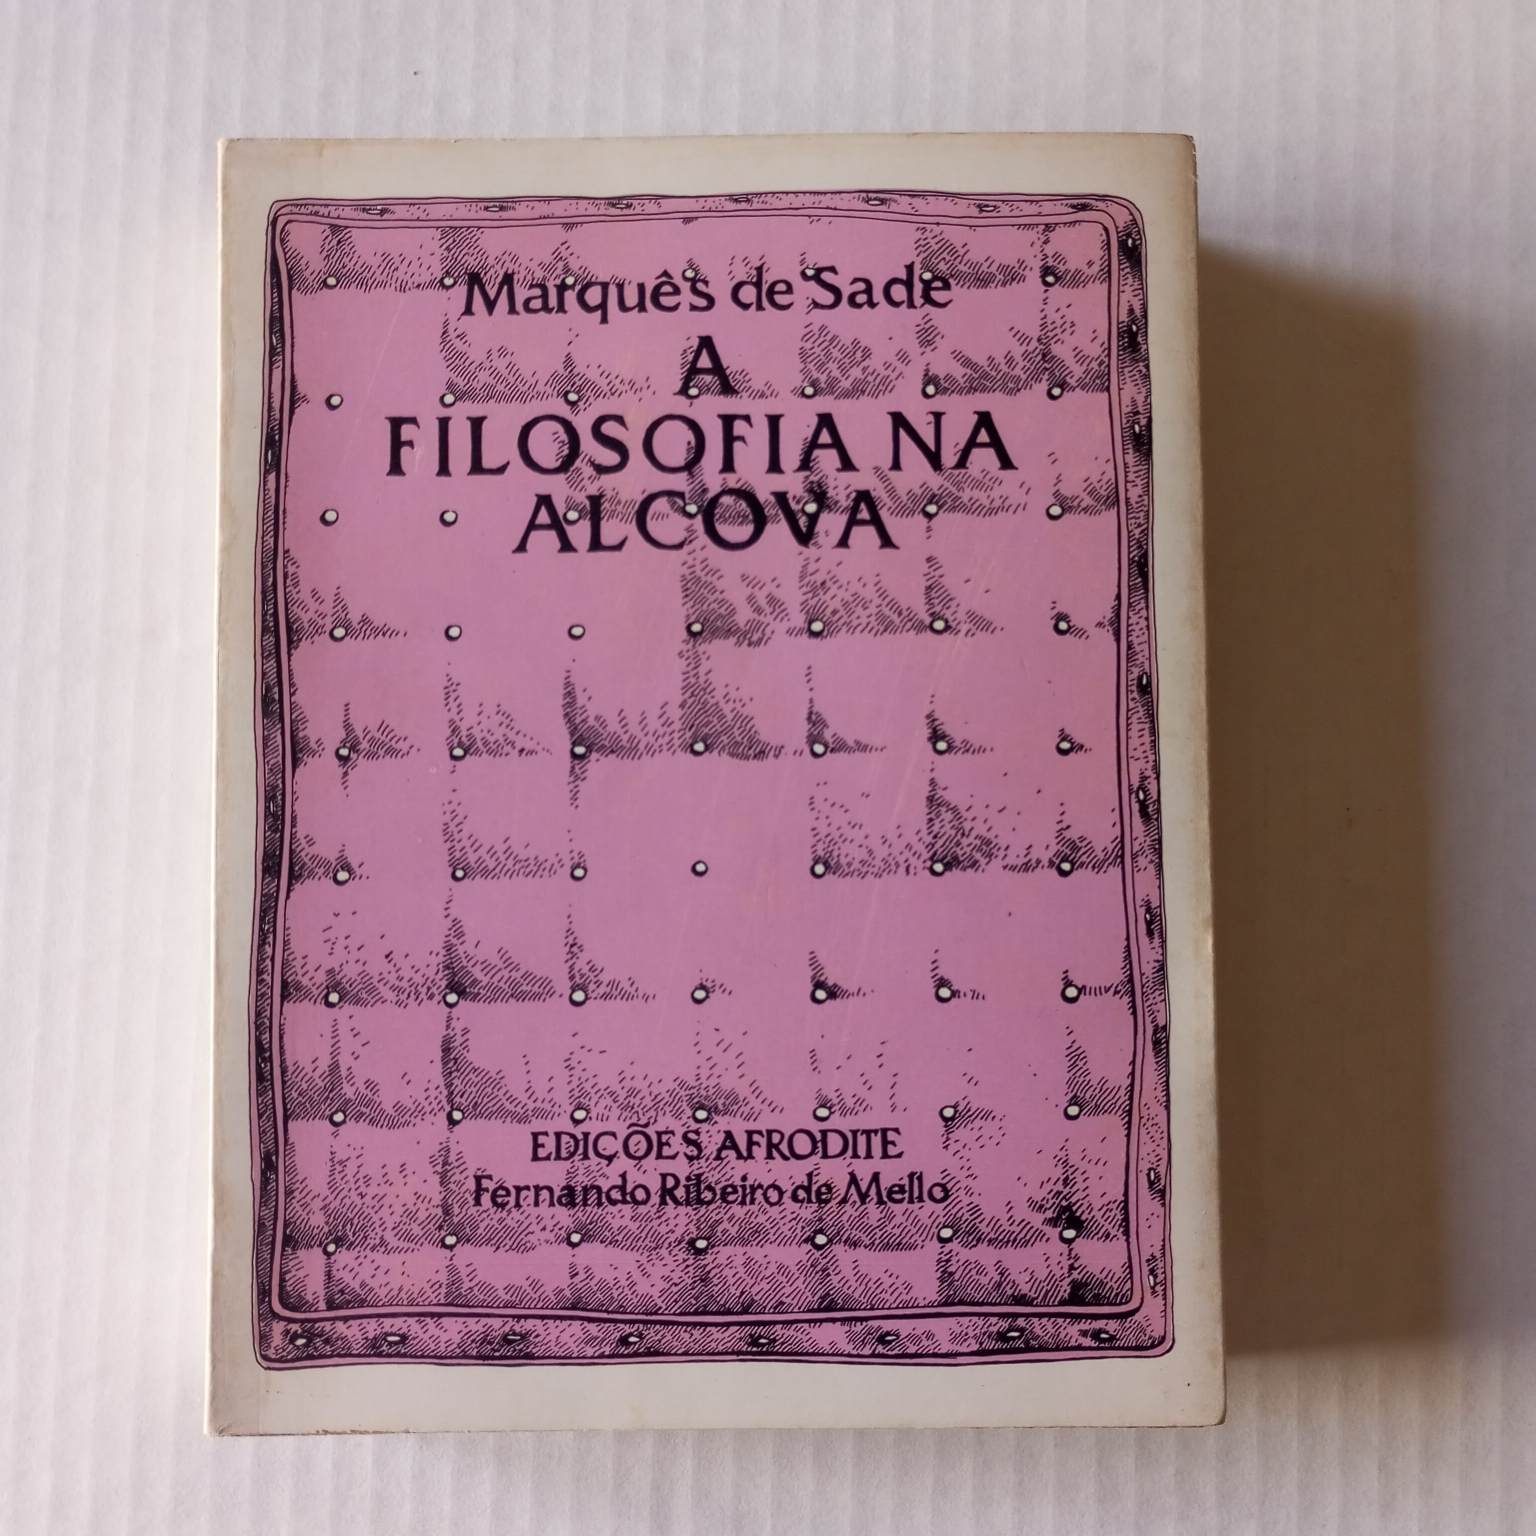 Marquês de Sade
A
FILOSOFIA NA
ALCOVA
EDIÇÕES AFRODITE
Fernando Ribeiro de Mello